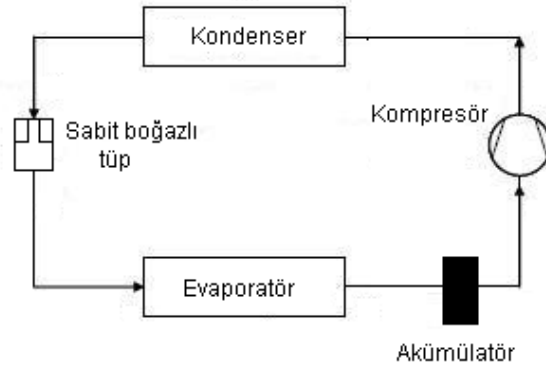 Kondenser
Kompresör
Sabit boğazlı
tüp
Evaporatör
Akümülatör